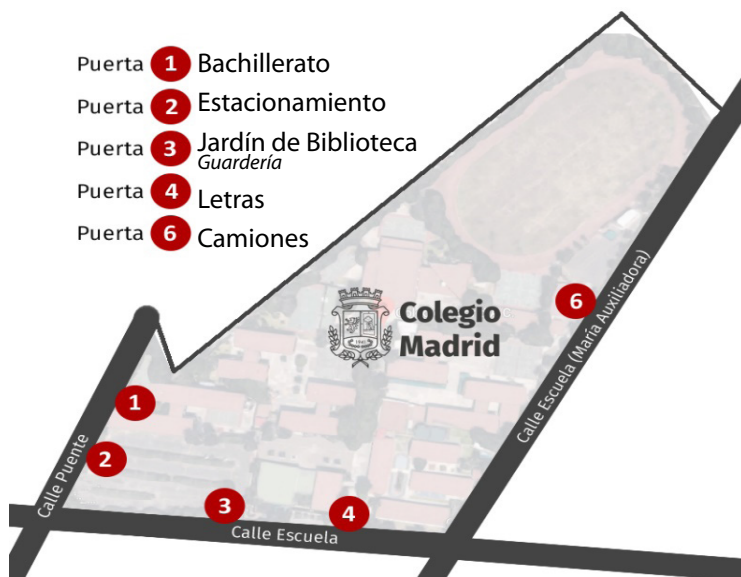 Puerta 1 Bachillerato
Puerta 2 Estacionamiento
Puerta 3 Jardín de Biblioteca
Guardería
Puerta 4 Letras
Puerta 6 Camiones
6
Colegio
Madrid
Calle Escuela (María Auxiliadora)
1
2
Calle Puente
3
4
Calle Escuela